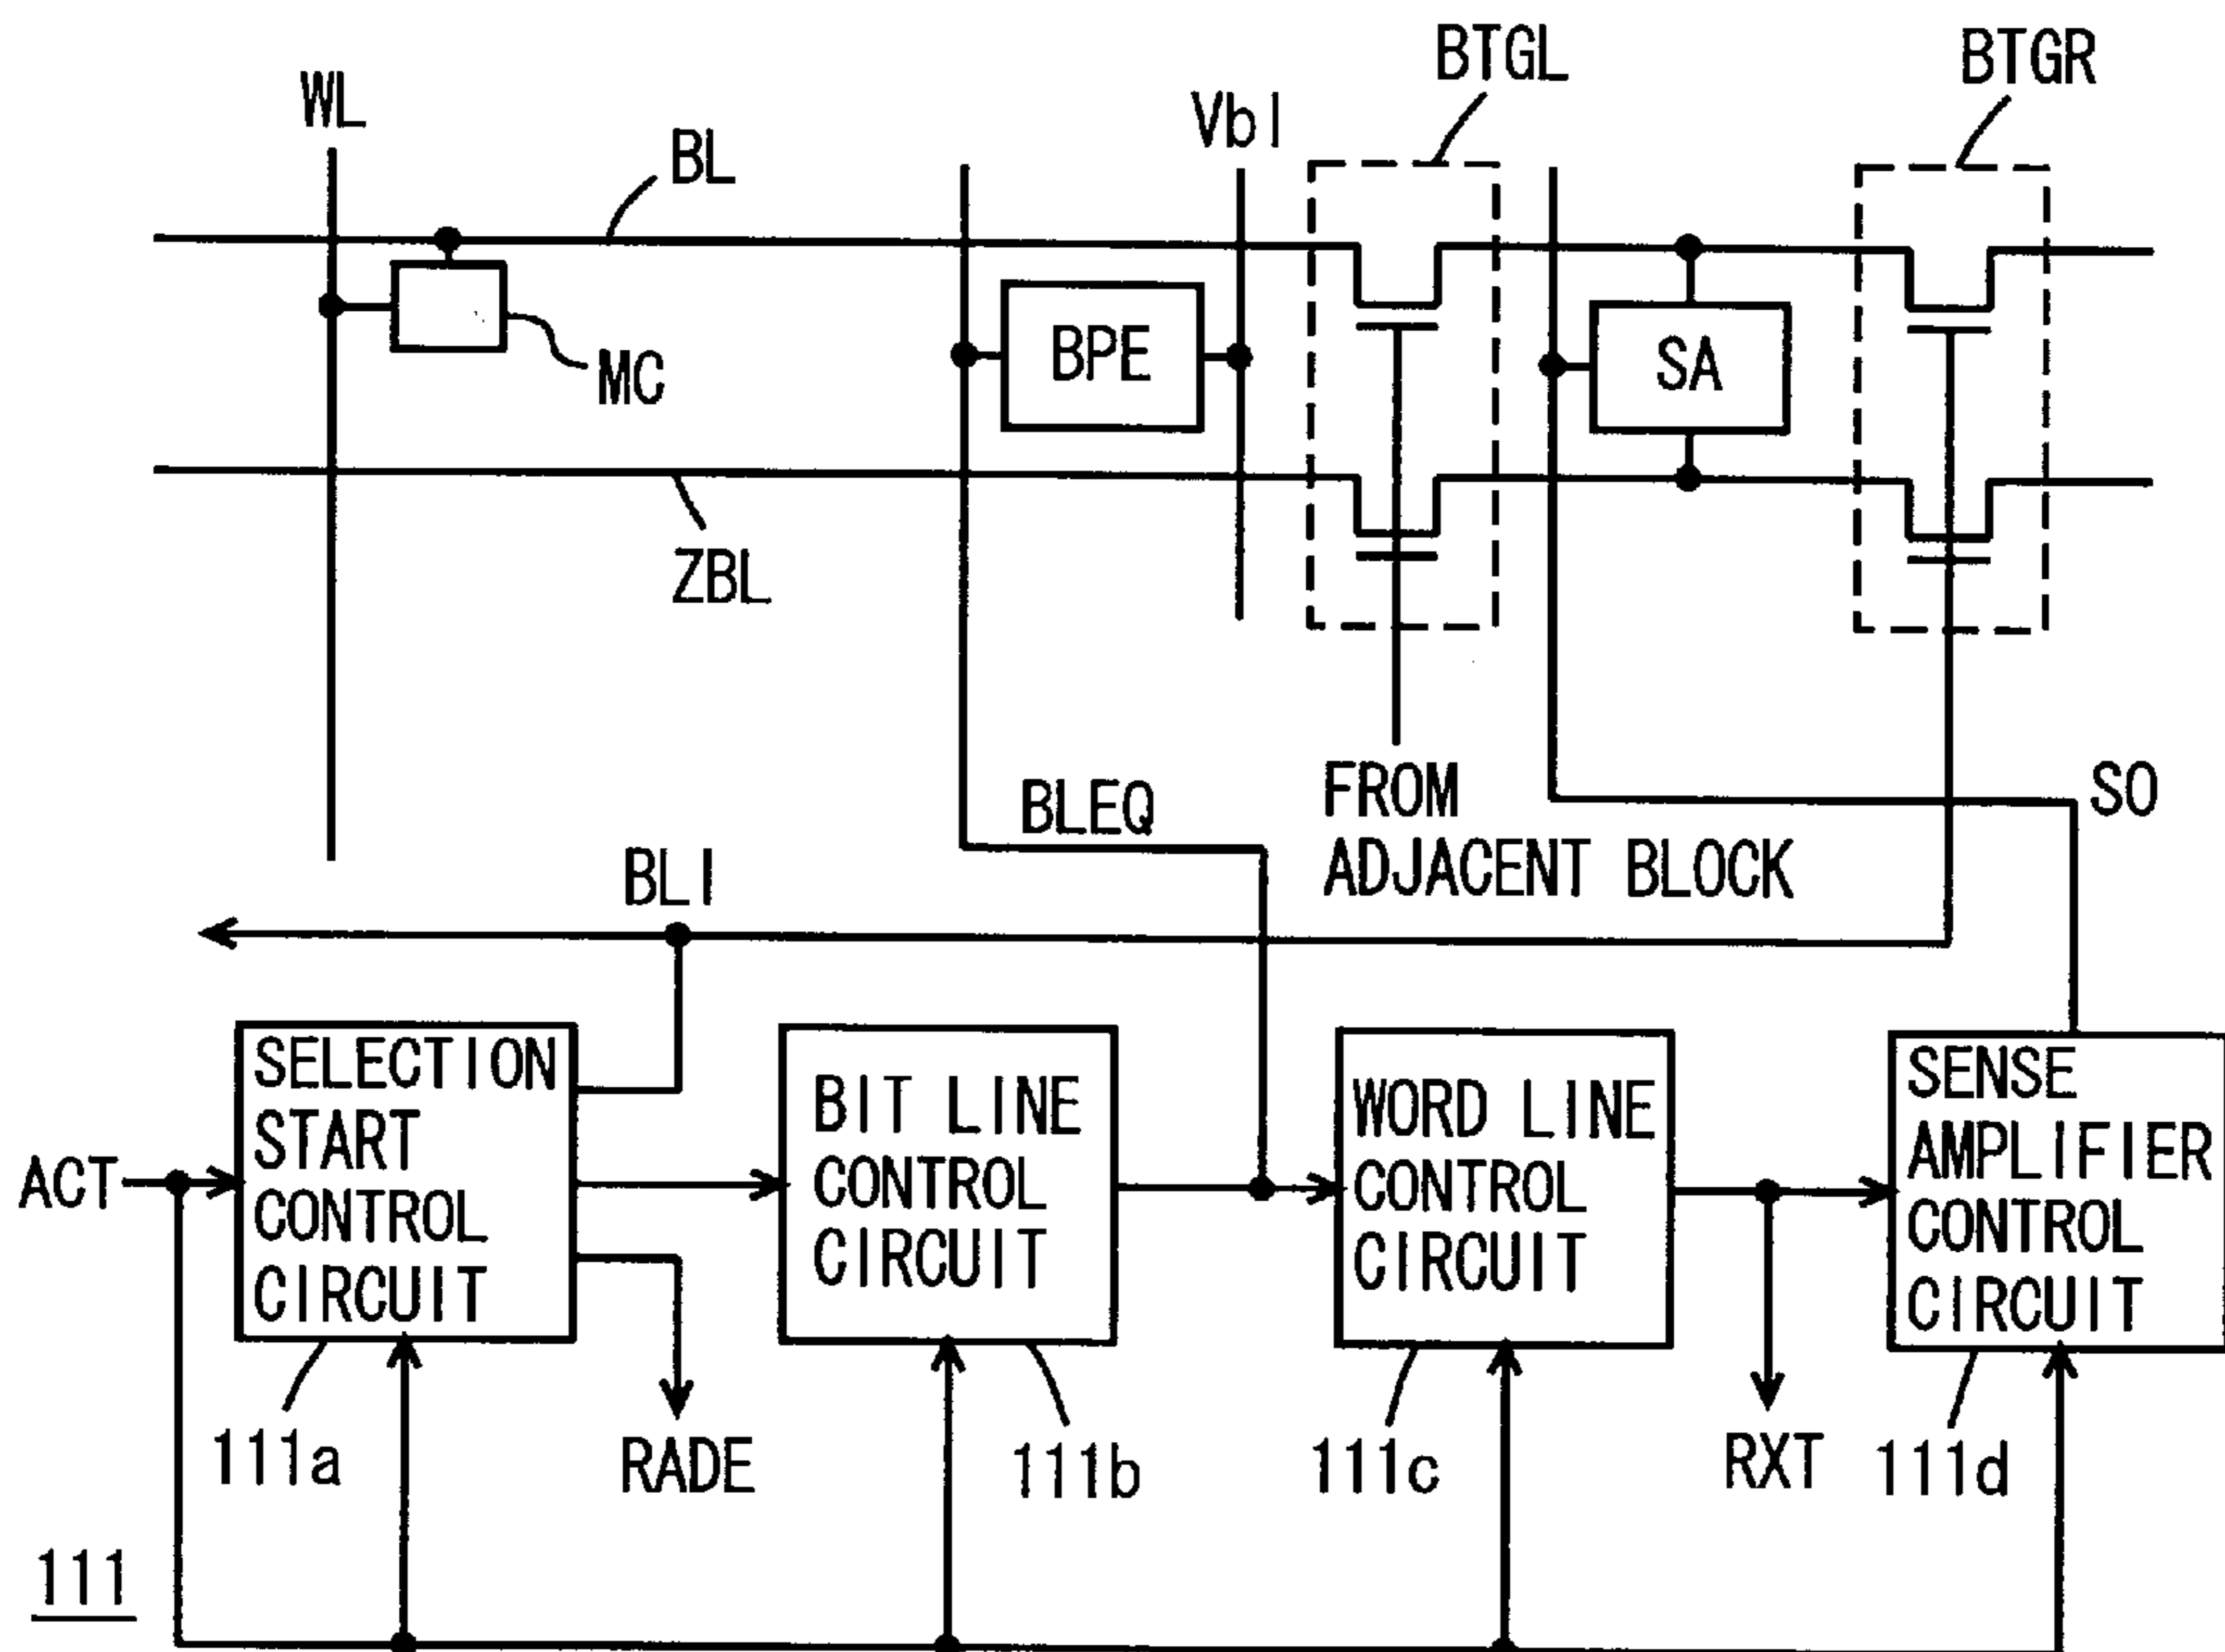 BTGL
BTGR
WL
Vbl
BL
BPE
SA
MC
ZBL
FROM
ADJACENT BLOCK
SO
BLEQ
BLI
SELECTION
START
CONTROL
CIRCUIT
BIT LINE
CONTROL
CIRCUIT
WORD LINE
CONTROL
CIRCUIT
SENSE
AMPLIFIER
CONTROL
CIRCUIT
ACT
111a
RADE
111b
111c
RXT
111d
111